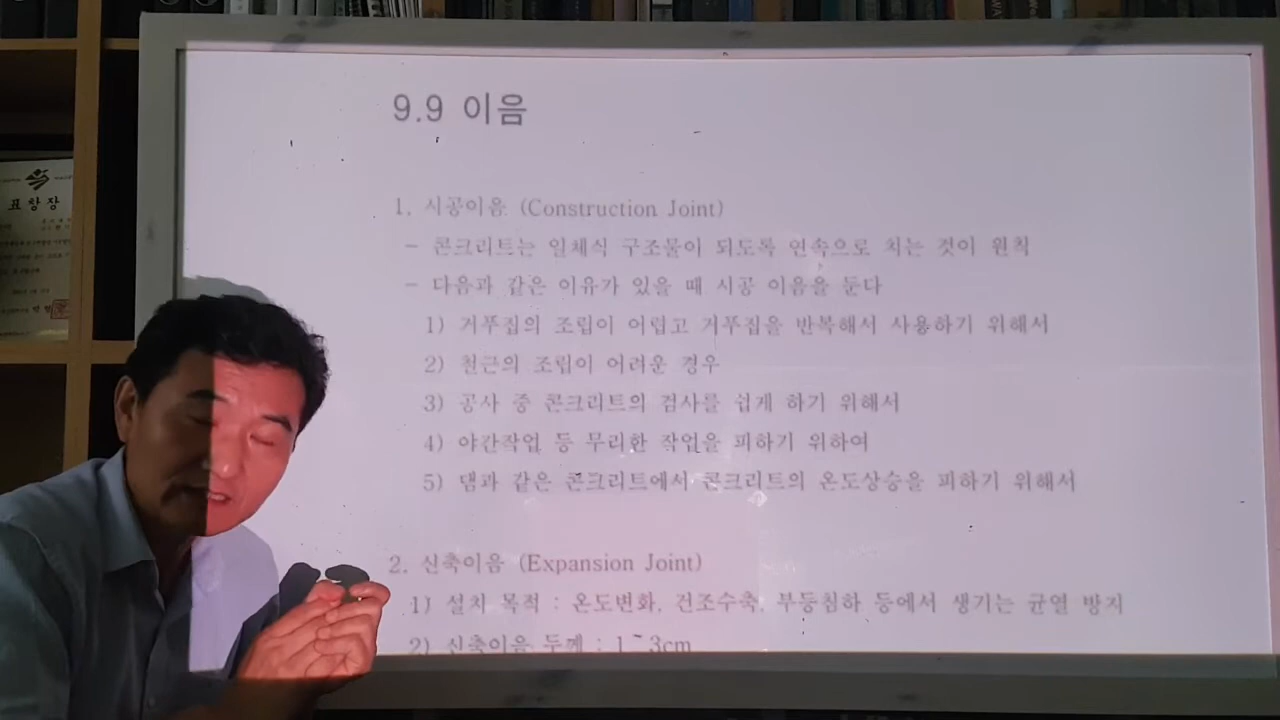 9.9 이음
1. 시공이음 (Construction Joint)
- 콘크리트는 일체식 구조물이 되도록 연속으로 치는 것이 원칙
- 다음과 같은 이유가 있을 때 시공 이음을 둔다
1) 거푸집의 조립이 어렵고 거푸집을 반복해서 사용하기 위해서
2) 철근의 조립이 어려운 경우
3) 공사 중 콘크리트의 검사를 쉽게 하기 위해서
4) 야간작업 등 무리한 작업을 피하기 위하여
5) 댐과 같은 콘크리트에서 콘크리트의 온도상승을 피하기 위해서
2. 신축이음 (Expansion Joint)
1) 설치 목적 : 온도변화, 건조수축, 부등침하 등에서 생기는 균열 방지
2) 신축이음 두께 : 1~3cm
표창장